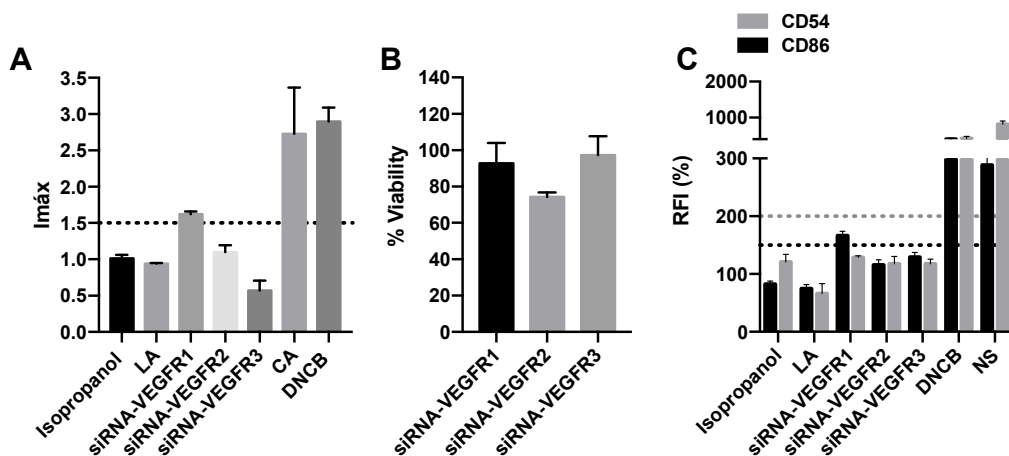 CD54
CD86
A
Imáx
3.5
3.0
2.5
2.0
1.5
1.0
0.5
0.0
Isopropanol
LA
siRNA-VEGFR1
siRNA-VEGFR2
siRNA-VEGFR3
CA
DNCB
B
% Viability
140
120
100
80
60
40
20
0
siRNA-VEGFR1
siRNA-VEGFR2
siRNA-VEGFR3
C
RFI (%)
2000
1000
300
200
100
0
Isopropanol
LA
siRNA-VEGFR1
siRNA-VEGFR2
siRNA-VEGFR3
DNCB
NS